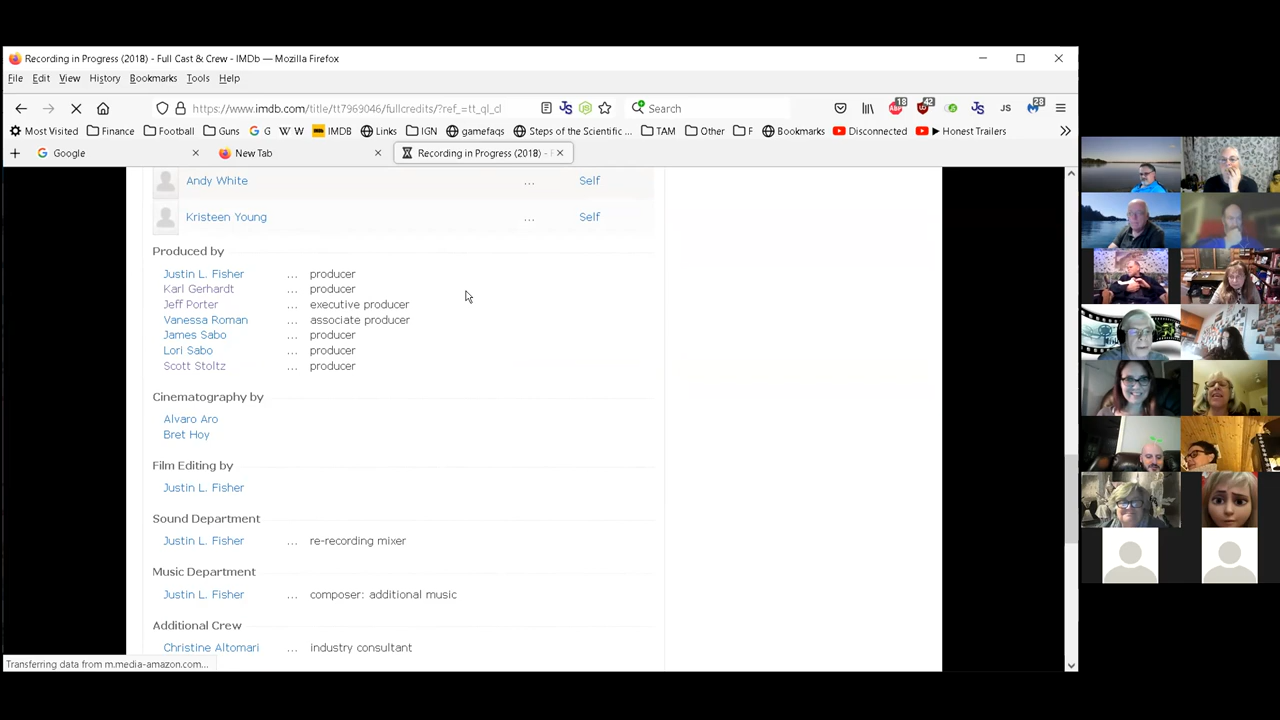 Recording in Progress (2018) - Full Cast & Crew - IMDb — Mozilla Firefox
File Edit View History Bookmarks Tools Help
https://www.imdb.com/title/tt7969046/fullcredits/?ref_=tt_ql_cl
Search
18
42
JS
28
Most Visited Finance Football Guns G W IMDB Links IGN gamefaqs Steps of the Scientific ... TAM Other F Bookmarks Disconnected ► Honest Trailers
Google New Tab Recording in Progress (2018) - F
Andy White ... Self
Kristeen Young ... Self
Produced by
Justin L. Fisher ... producer
Karl Gerhardt ... producer
Jeff Porter ... executive producer
Vanessa Roman ... associate producer
James Sabo ... producer
Lori Sabo ... producer
Scott Stoltz ... producer
Cinematography by
Alvaro Aro
Bret Hoy
Film Editing by
Justin L. Fisher
Sound Department
Justin L. Fisher ... re-recording mixer
Music Department
Justin L. Fisher ... composer: additional music
Additional Crew
Christine Altomari ... industry consultant
Transferring data from m.media-amazon.com...